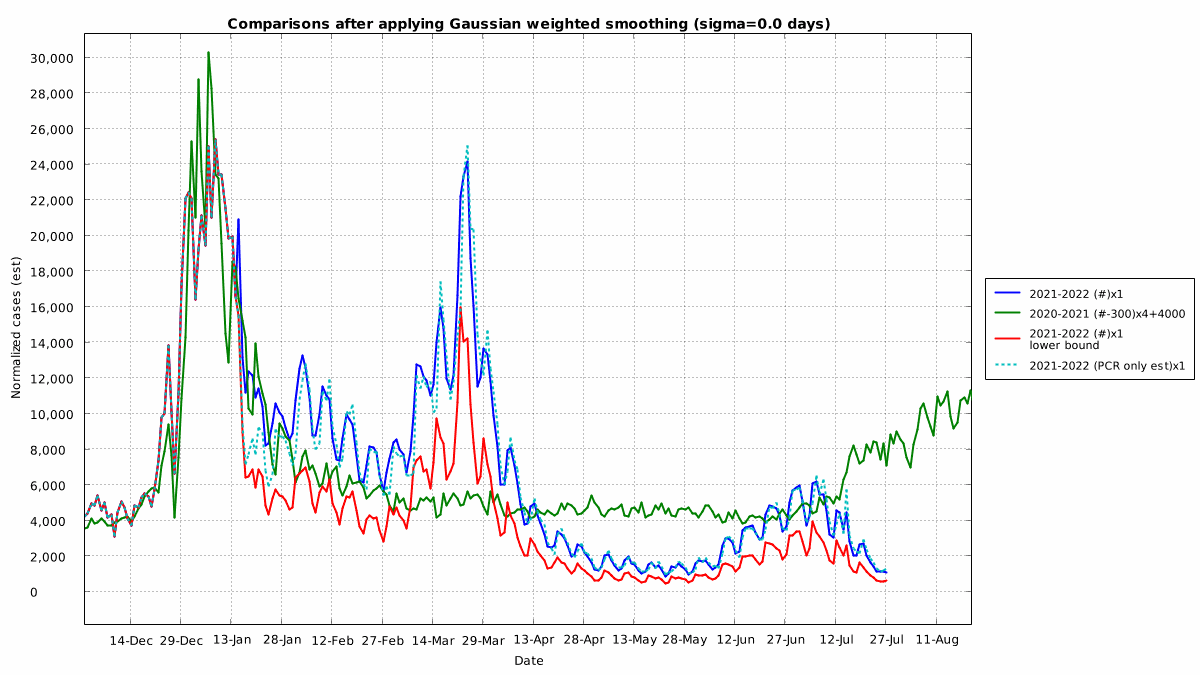 Comparisons after applying Gaussian weighted smoothing (sigma=0.0 days)
30,000
28,000
26,000
24,000
22,000
20,000
18,000
16,000
14,000
12,000
10,000
8,000
6,000
4,000
2,000
0
Normalized cases (est)
14-Dec 29-Dec 13-Jan 28-Jan 12-Feb 27-Feb 14-Mar 29-Mar 13-Apr 28-Apr 13-May 28-May 12-Jun 27-Jun 12-Jul 27-Jul 11-Aug
Date
2021-2022 (#)x1
2020-2021 (#-300)x4+4000
2021-2022 (#)x1
lower bound
2021-2022 (PCR only est)x1